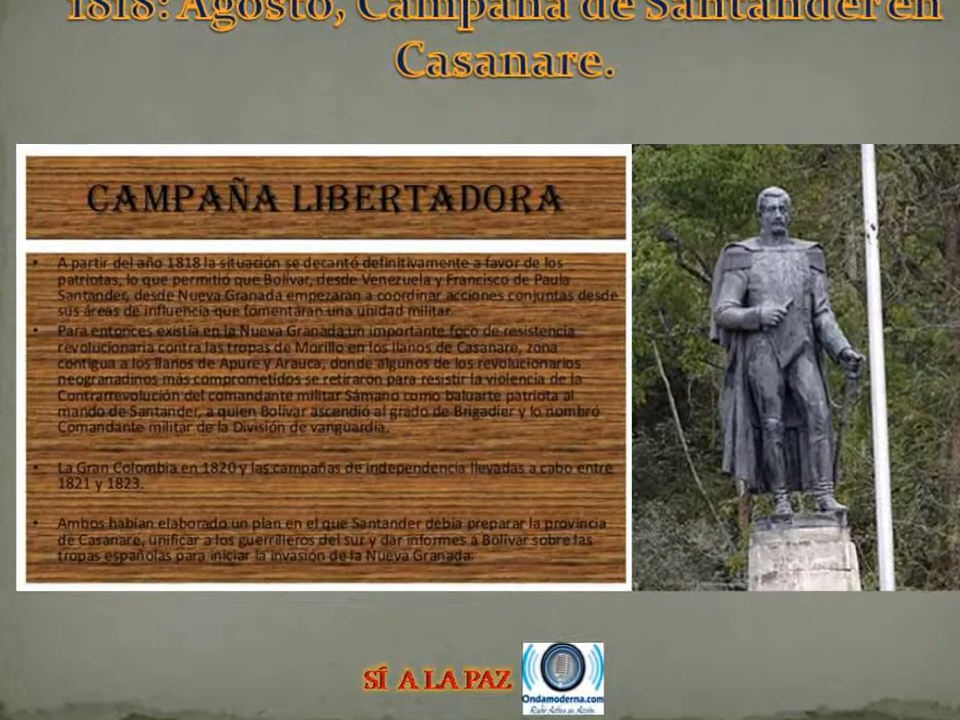 1818: Agosto, Campaña de Santander en
Casanare.
CAMPAÑA LIBERTADORA
• A partir del año 1818 la situación se decantó definitivamente a favor de los
patriotas, lo que permitió que Bolívar, desde Venezuela y Francisco de Paula
Santander, desde Nueva Granada empezaran a coordinar acciones conjuntas desde
sus áreas de influencia que fomentaran una unidad militar.
• Para entonces existía en la Nueva Granada un importante foco de resistencia
revolucionaria contra las tropas de Morillo en los llanos de Casanare, zona
contigua a los llanos de Apure y Arauca, donde algunos de los revolucionarios
neogranadinos más comprometidos se retiraron para resistir la violencia de la
Contrarrevolución del comandante militar Sámano como baluarte patriota al
mando de Santander, a quien Bolívar ascendió al grado de Brigadier y lo nombró
Comandante militar de la División de vanguardia.
• La Gran Colombia en 1820 y las campañas de independencia llevadas a cabo entre
1821 y 1823.
• Ambos habían elaborado un plan en el que Santander debía preparar la provincia
de Casanare, unificar a los guerrilleros del sur y dar informes a Bolívar sobre las
tropas españolas para iniciar la invasión de la Nueva Granada.
SÍ A LA PAZ
Ondamoderna.com
Radio Activa en Acción